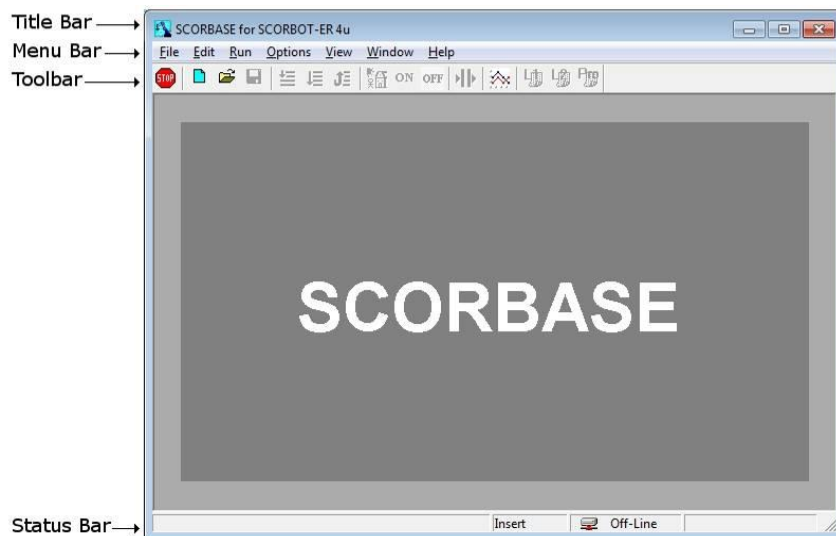 Title Bar
SCORBASE for SCORBOT-ER 4u
Menu Bar
File Edit Run Options View Window Help
Toolbar
STOP ON OFF Pro
SCORBASE
Status Bar
Insert Off-Line